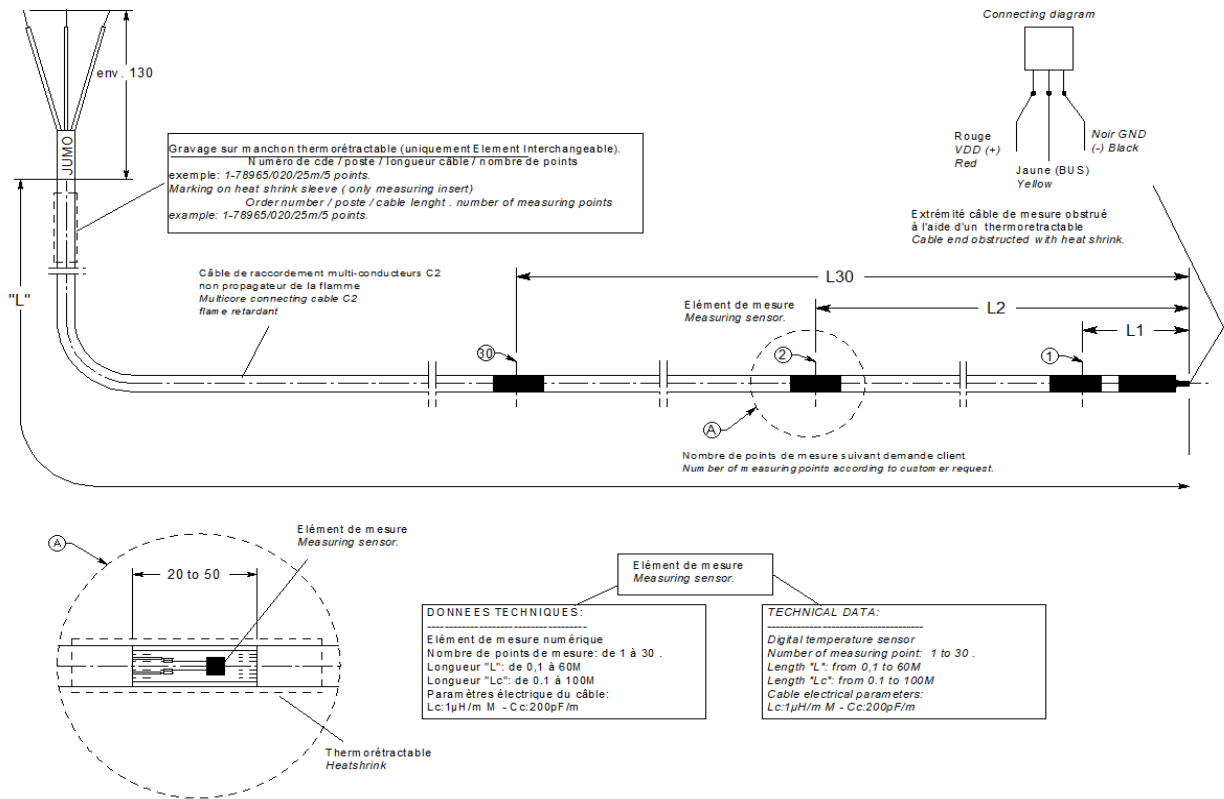 Connecting diagram
env. 130
JUMO
Rouge
VDD (+)
Red
Noir GND
(-) Black
Jaune (BUS)
Yellow
Gravage sur manchon thermorétractable (uniquement Element Interchangeable).
Numéro de cde / poste / longueur câble / nombre de points
exemple: 1-78965/020/25m/5 points.
Marking on heat shrink sleeve ( only measuring insert)
Order number / poste / cable lenght . number of measuring points
example: 1-78965/020/25m/5 points.
Extrémité câble de mesure obstrué
à l'aide d'un thermoretractable
Cable end obstructed with heat shrink.
"L"
Câble de raccordement multi-conducteurs C2
non propagateur de la flamme
Multicore connecting cable C2
flame retardant
L30
Elément de mesure
Measuring sensor.
L2
L1
30
2
1
A
Nombre de points de mesure suivant demande client
Number of measuring points according to customer request.
A
Elément de mesure
Measuring sensor.
20 to 50
Thermorétractable
Heatshrink
Elément de mesure
Measuring sensor.
DONNEES TECHNIQUES:
------------------------------------
Elément de mesure numérique
Nombre de points de mesure: de 1 à 30 .
Longueur "L": de 0,1 à 60M
Longueur "Lc": de 0.1 à 100M
Paramètres électrique du câble:
Lc:1µH/m M - Cc:200pF/m
TECHNICAL DATA:
-----------------------------------
Digital temperature sensor
Number of measuring point: 1 to 30 .
Length "L": from 0,1 to 60M
Length "Lc": from 0.1 to 100M
Cable electrical parameters:
Lc:1µH/m M - Cc:200pF/m